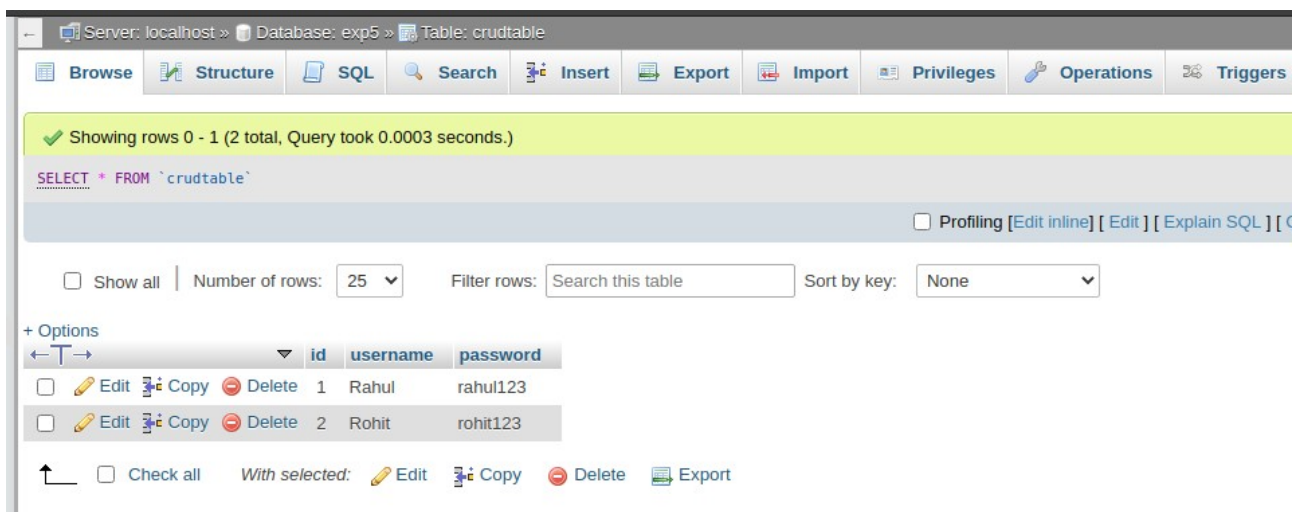 ← Server: localhost » Database: exp5 » Table: crudtable
Browse Structure SQL Search Insert Export Import Privileges Operations Triggers
Showing rows 0 - 1 (2 total, Query took 0.0003 seconds.)
SELECT * FROM `crudtable`
Profiling [Edit inline] [ Edit ] [ Explain SQL ] [
Show all | Number of rows: 25 Filter rows: Search this table Sort by key: None
+ Options
←T→ id username password
Edit Copy Delete 1 Rahul rahul123
Edit Copy Delete 2 Rohit rohit123
Check all With selected: Edit Copy Delete Export